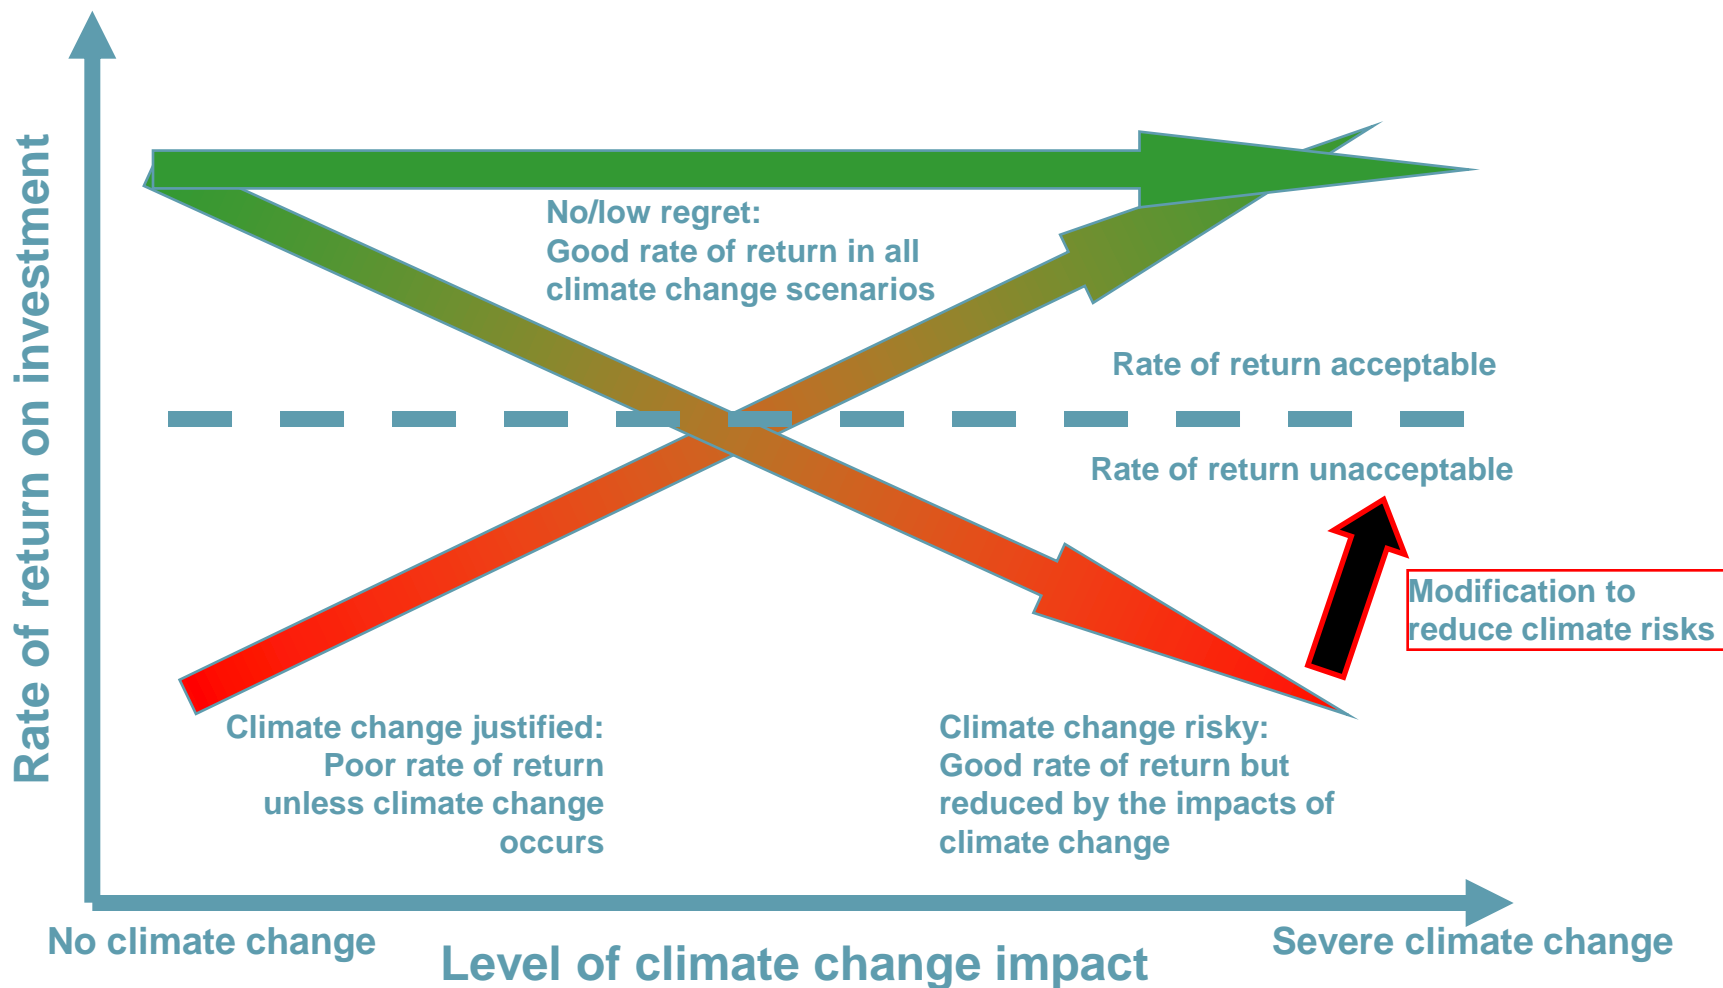 Rate of return on investment
No/low regret:
Good rate of return in all
climate change scenarios
Rate of return acceptable
Rate of return unacceptable
Modification to
reduce climate risks
Climate change justified:
Poor rate of return
unless climate change
occurs
Climate change risky:
Good rate of return but
reduced by the impacts of
climate change
No climate change
Level of climate change impact
Severe climate change